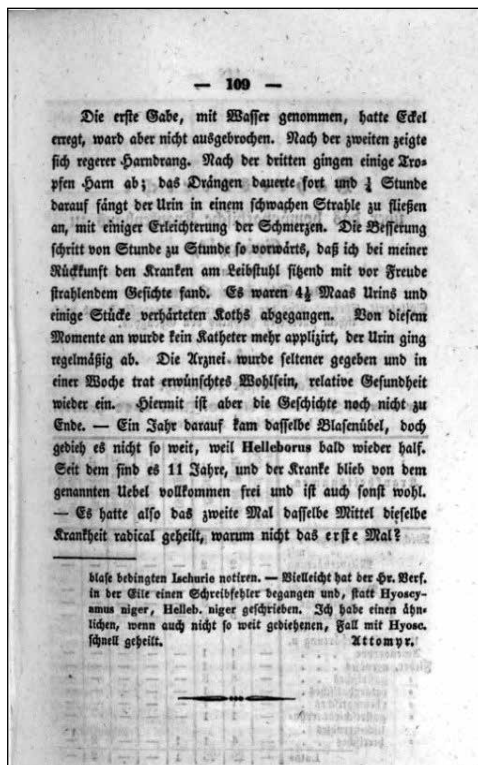 — 109 —
Die erste Gabe, mit Wasser genommen, hatte Eckel
erregt, ward aber nicht ausgebrochen. Nach der zweiten zeigte
sich regerer Harndrang. Nach der dritten gingen einige Tro-
pfen Harn ab; das Drängen dauerte fort und Stunde
darauf fängt der Urin in einem schwachen Strahle zu fließen
an, mit einiger Erleichterung der Schmerzen. Die Besserung
schritt von Stunde zu Stunde so vorwärts, daß ich bei meiner
Rückkunft den Kranken am Leibstuhl sitzend mit vor Freude
strahlendem Gesichte fand. Es waren 4½ Maas Urins und
einige Stücke verhärteten Koths abgegangen. Von diesem
Momente an wurde kein Katheter mehr applizirt, der Urin ging
regelmäßig ab. Die Arznei wurde seltener gegeben und in
einer Woche trat erwünschtes Wohlsein, relative Gesundheit
wieder ein. Hiermit ist aber die Geschichte noch nicht zu
Ende. — Ein Jahr darauf kam dasselbe Blasenübel, doch
gedieh es nicht so weit, weil Helleborus bald wieder half.
Seit dem sind es 11 Jahre, und der Kranke blieb von dem
genannten Uebel vollkommen frei und ist auch sonst wohl.
— Es hatte also das zweite Mal dasselbe Mittel dieselbe
Krankheit radical geheilt, warum nicht das erste Mal?
blase bedingten Ischurie notiren. — Vielleicht hat der Hr. Verf.
in der Eile einen Schreibfehler begangen und, statt Hyoscy-
amus niger, Helleb. niger geschrieben. Ich habe einen ähn-
lichen, wenn auch nicht so weit gediehenen, Fall mit Hyosc.
schnell geheilt. Attomyr.